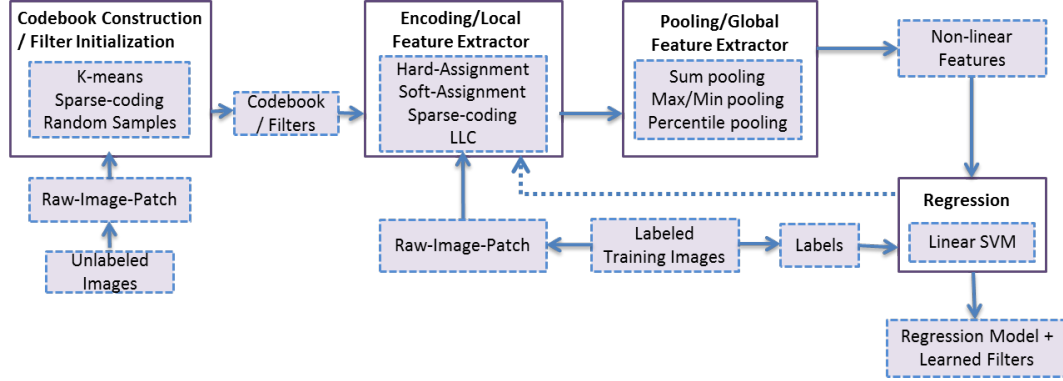 Codebook Construction
/ Filter Initialization
K-means
Sparse-coding
Random Samples
Raw-Image-Patch
Unlabeled
Images
Codebook
/ Filters
Encoding/Local
Feature Extractor
Hard-Assignment
Soft-Assignment
Sparse-coding
LLC
Pooling/Global
Feature Extractor
Sum pooling
Max/Min pooling
Percentile pooling
Non-linear
Features
Raw-Image-Patch
Labeled
Training Images
Labels
Regression
Linear SVM
Regression Model +
Learned Filters